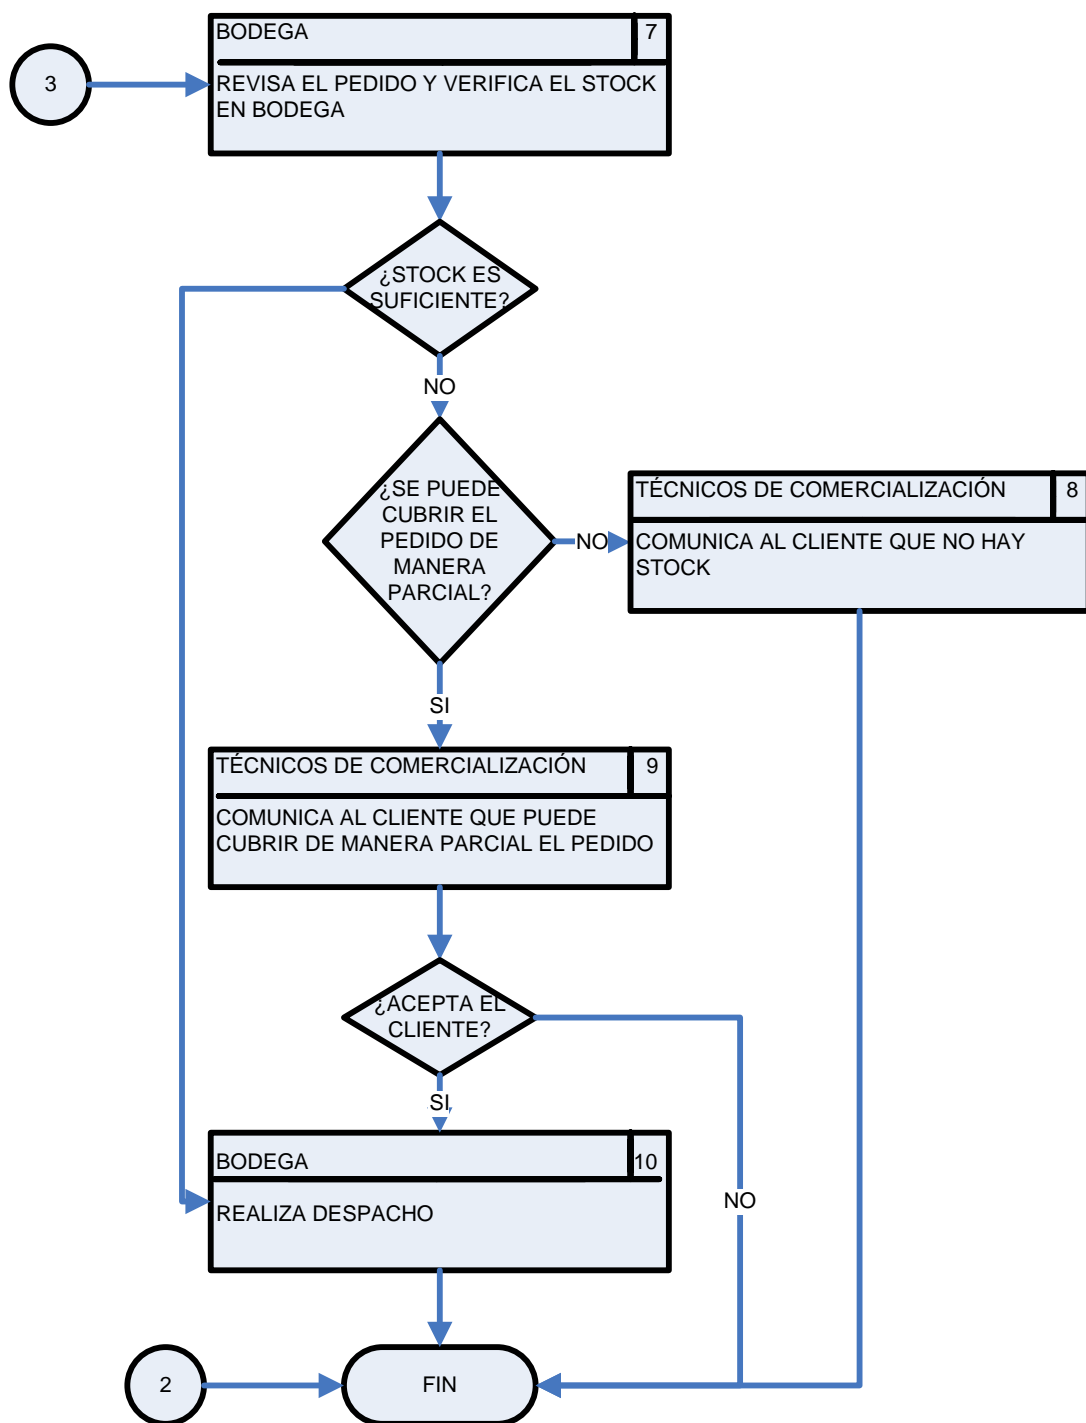 BODEGA 7
3
REVISA EL PEDIDO Y VERIFICA EL STOCK
EN BODEGA
¿STOCK ES
SUFICIENTE?
NO
¿SE PUEDE
CUBRIR EL
PEDIDO DE
MANERA
PARCIAL?
NO
TÉCNICOS DE COMERCIALIZACIÓN 8
COMUNICA AL CLIENTE QUE NO HAY
STOCK
SI
TÉCNICOS DE COMERCIALIZACIÓN 9
COMUNICA AL CLIENTE QUE PUEDE
CUBRIR DE MANERA PARCIAL EL PEDIDO
¿ACEPTA EL
CLIENTE?
SI
BODEGA 10
REALIZA DESPACHO
NO
2
FIN